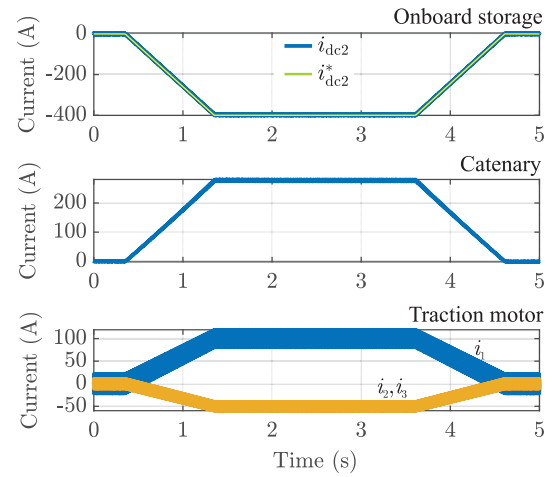 Onboard storage
Current (A)
0
-200
-400
i_dc2
i*_dc2
0 1 2 3 4 5
Catenary
Current (A)
200
100
0
0 1 2 3 4 5
Traction motor
Current (A)
100
50
0
-50
i_1
i_2, i_3
0 1 2 3 4 5
Time (s)